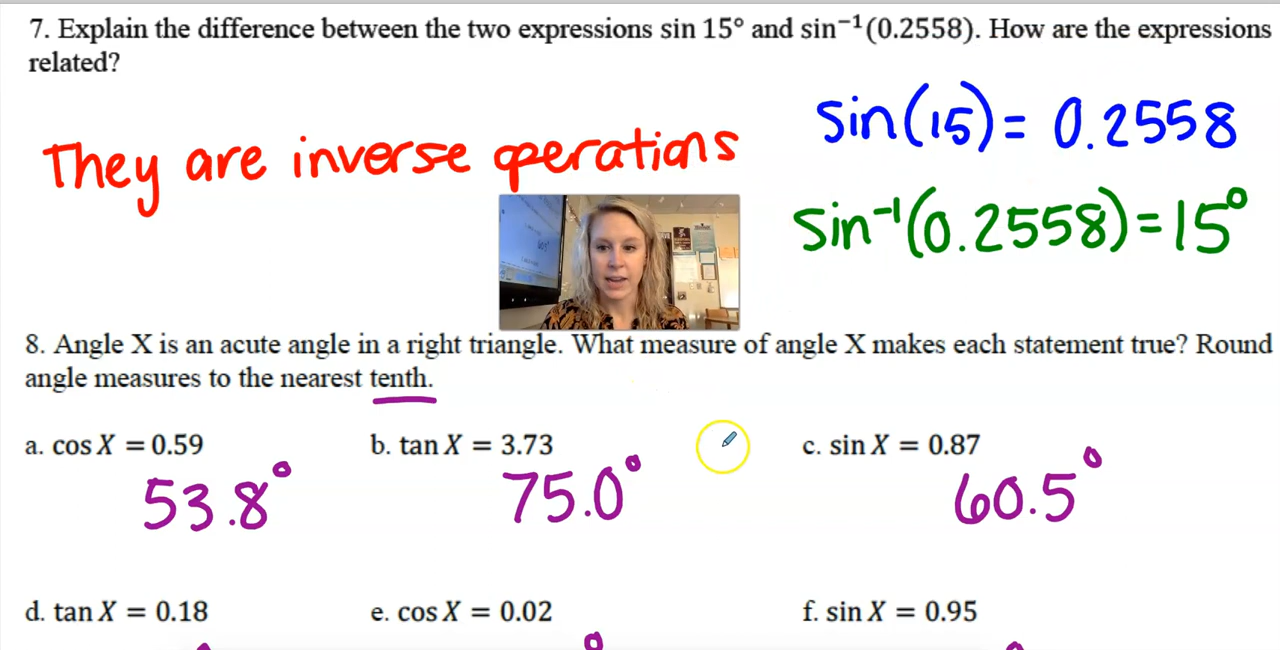 7. Explain the difference between the two expressions sin 15° and sin⁻¹(0.2558). How are the expressions
related?
sin(15) = 0.2558
They are inverse operations
sin⁻¹(0.2558) = 15°
8. Angle X is an acute angle in a right triangle. What measure of angle X makes each statement true? Round
angle measures to the nearest tenth.
a. cos X = 0.59 b. tan X = 3.73 c. sin X = 0.87
53.8° 75.0° 60.5°
d. tan X = 0.18 e. cos X = 0.02 f. sin X = 0.95